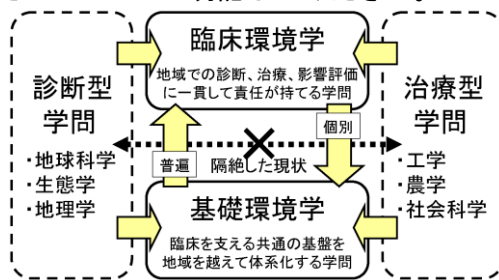 臨床環境学
地域での診断、治療、影響評価
に一貫して責任が持てる学問
診断型
学問
・地球科学
・生態学
・地理学
治療型
学問
・工学
・農学
・社会科学
個別
普遍
隔絶した現状
基礎環境学
臨床を支える共通の基盤を
地域を越えて体系化する学問